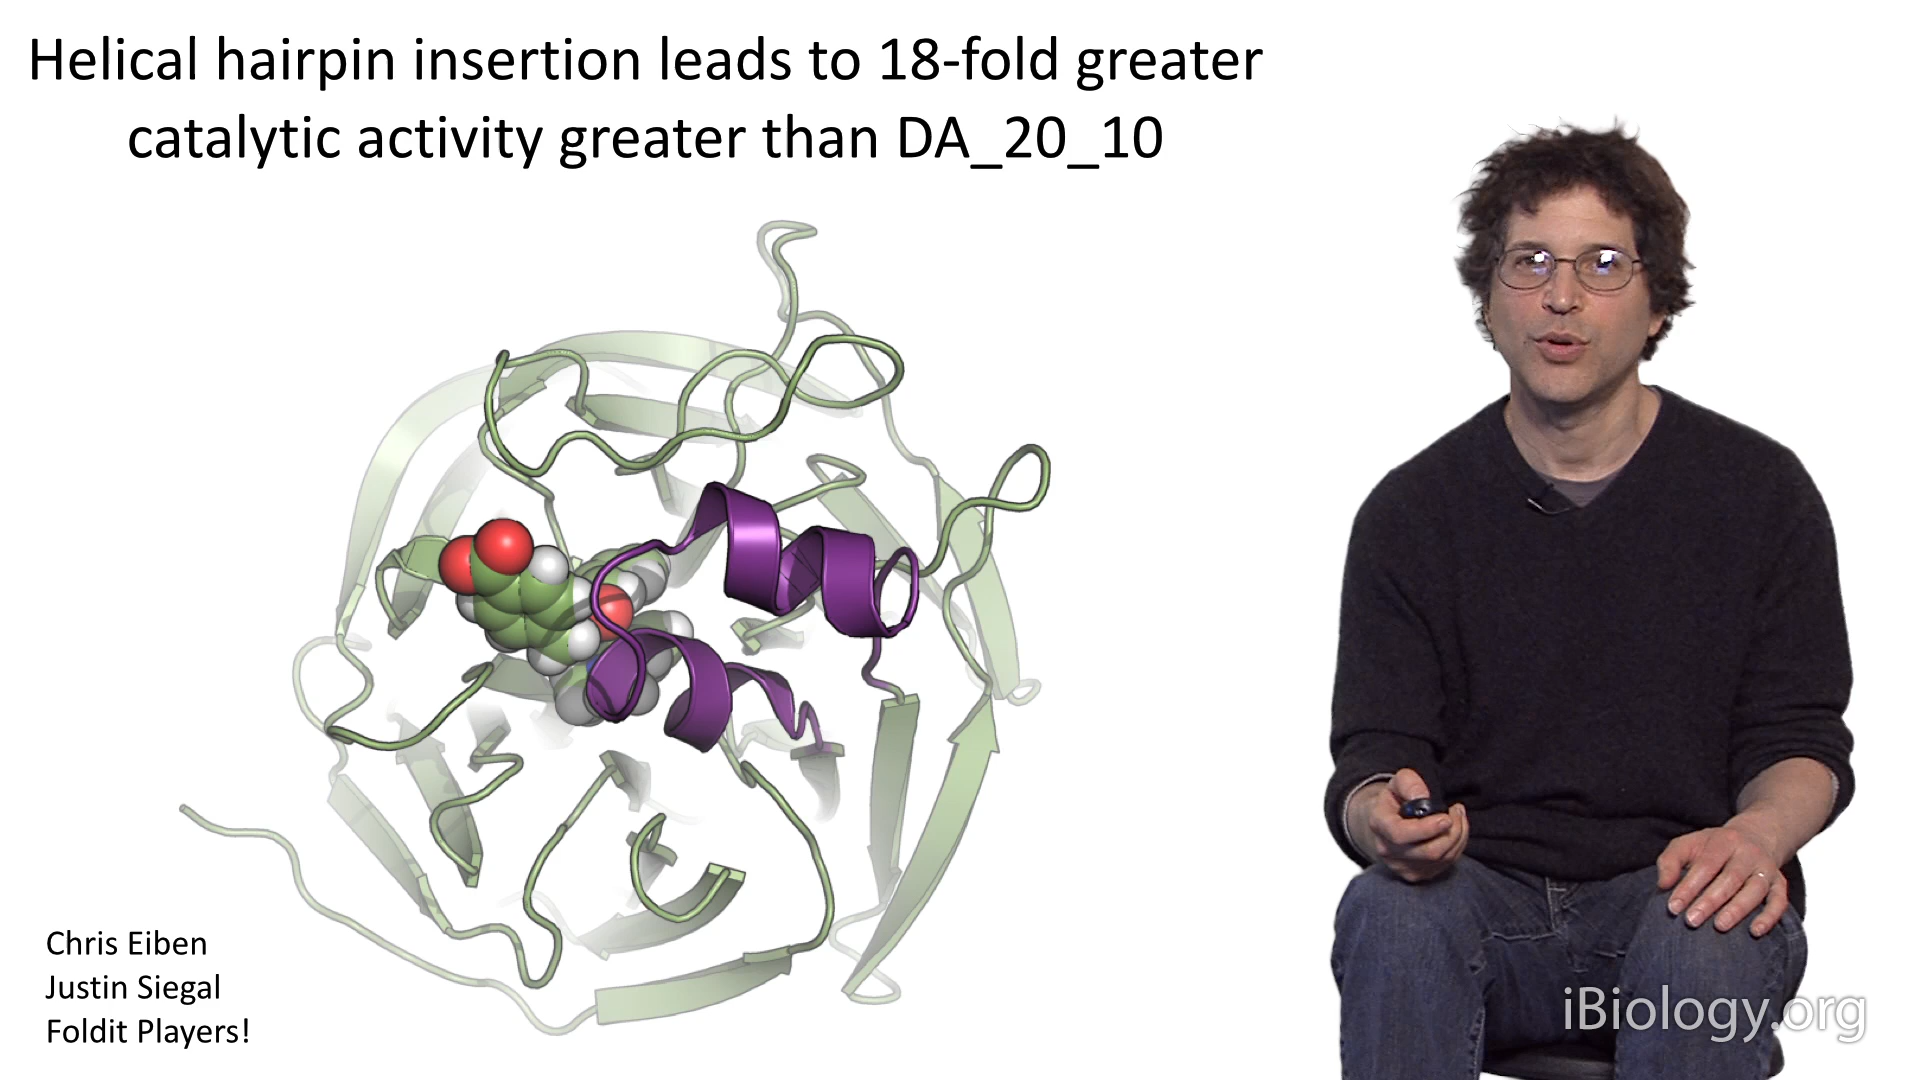 Helical hairpin insertion leads to 18-fold greater
catalytic activity greater than DA_20_10
Chris Eiben
Justin Siegal
Foldit Players!
iBiology.org